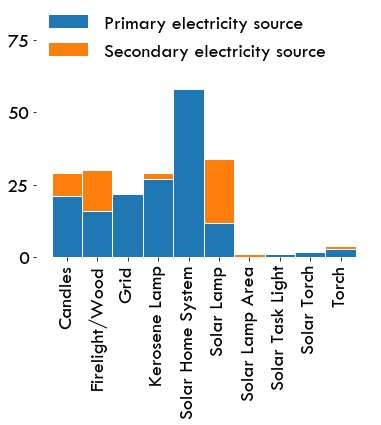 Primary electricity source
Secondary electricity source
75
50
25
0
Candles
Firelight/Wood
Grid
Kerosene Lamp
Solar Home System
Solar Lamp
Solar Lamp Area
Solar Task Light
Solar Torch
Torch